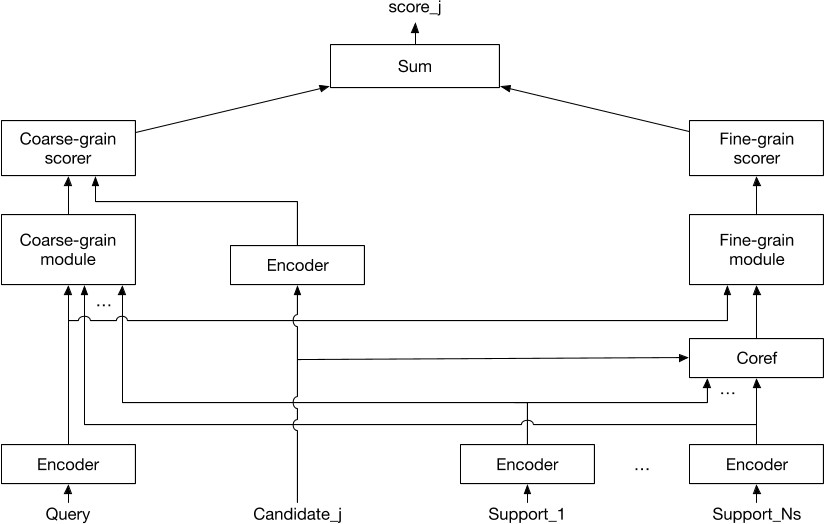 score_j
Sum
Coarse-grain
scorer
Fine-grain
scorer
Coarse-grain
module
Encoder
Fine-grain
module
...
Coref
...
Encoder
Encoder
...
Encoder
Query
Candidate_j
Support_1
Support_Ns